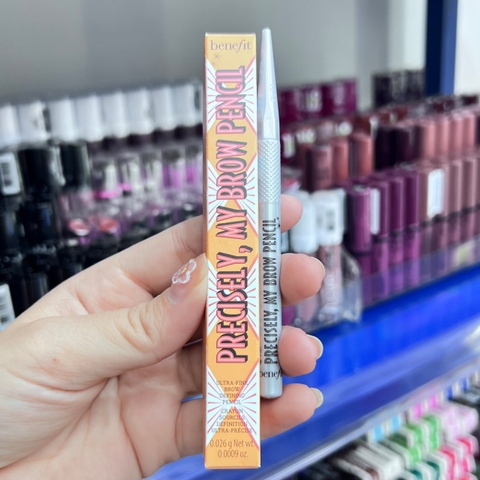 benefit
PRECISELY, MY BROW PENCIL
ULTRA-FINE
BROW
DEFINING
PENCIL
CRAYON
SOURCILS
DÉFINITION
ULTRA-PRÉCISE
0.026 g Net wt.
0.0009 oz.
PRECISELY, MY BROW PENCIL
benefit